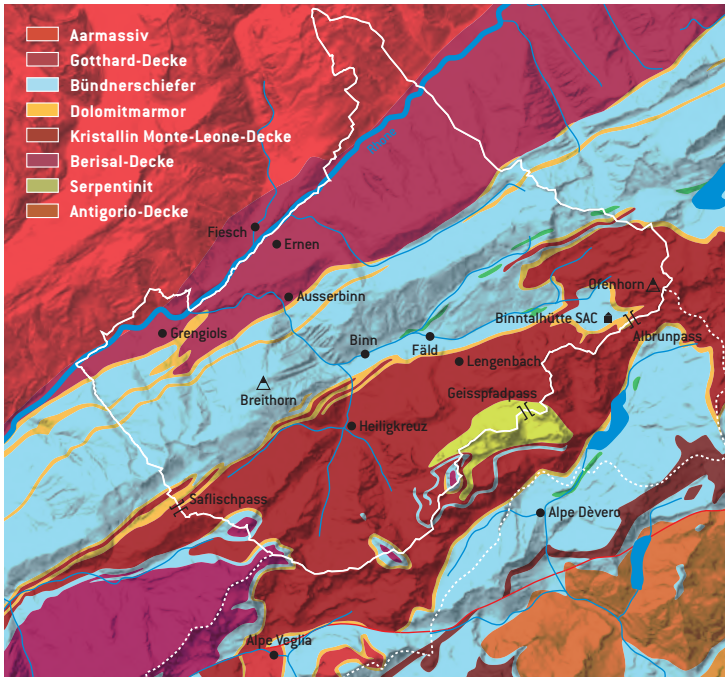 Aarmassiv
Gotthard-Decke
Bündnerschiefer
Dolomitmarmor
Kristallin Monte-Leone-Decke
Berisal-Decke
Serpentinit
Antigorio-Decke
Rhone
Fiesch
Ernen
Ausserbinn
Grengiols
Ofenhorn
Binntalhütte SAC
Albrunpass
Binn
Fäld
Lengenbach
Breithorn
Geisspfadpass
Heiligkreuz
Saflischpass
Alpe Dèvero
Alpe Veglia